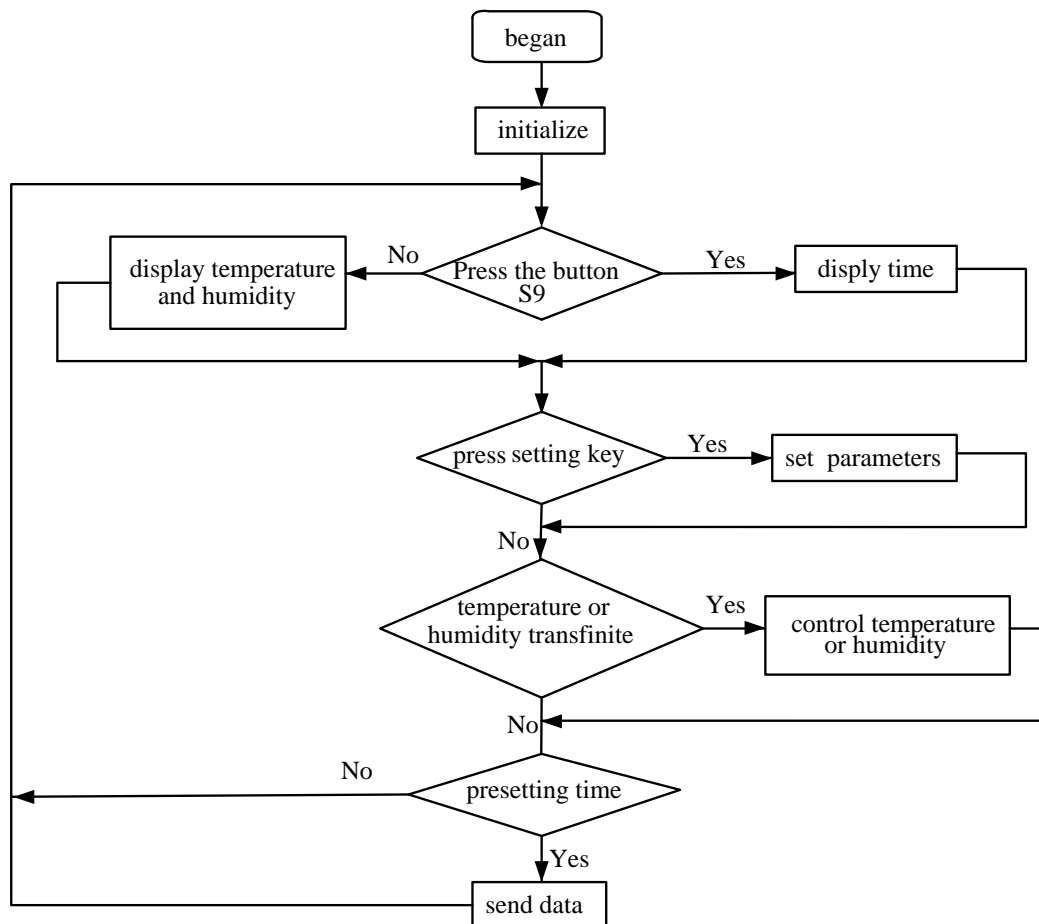 began
initialize
No
Yes
display temperature
and humidity
Press the button
S9
disply time
press setting key
Yes
set parameters
No
temperature or
humidity transfinite
Yes
control temperature
or humidity
No
No
presetting time
Yes
send data